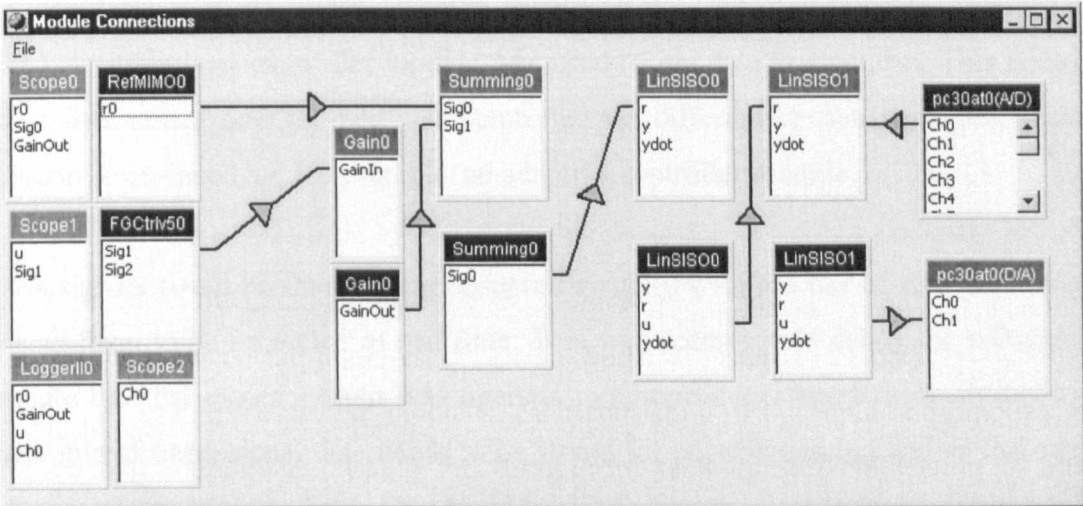 Module Connections
File
Scope0
r0
Sig0
GainOut
RefMIMO0
r0
Gain0
GainIn
Summing0
Sig0
Sig1
LinSISO0
r
y
ydot
LinSISO1
r
y
ydot
pc30at0(A/D)
Ch0
Ch1
Ch2
Ch3
Ch4
Scope1
u
Sig1
FGCtrlv50
Sig1
Sig2
Gain0
GainOut
Summing0
Sig0
LinSISO0
y
r
u
ydot
LinSISO1
y
r
u
ydot
pc30at0(D/A)
Ch0
Ch1
LoggerII0
r0
GainOut
u
Ch0
Scope2
Ch0